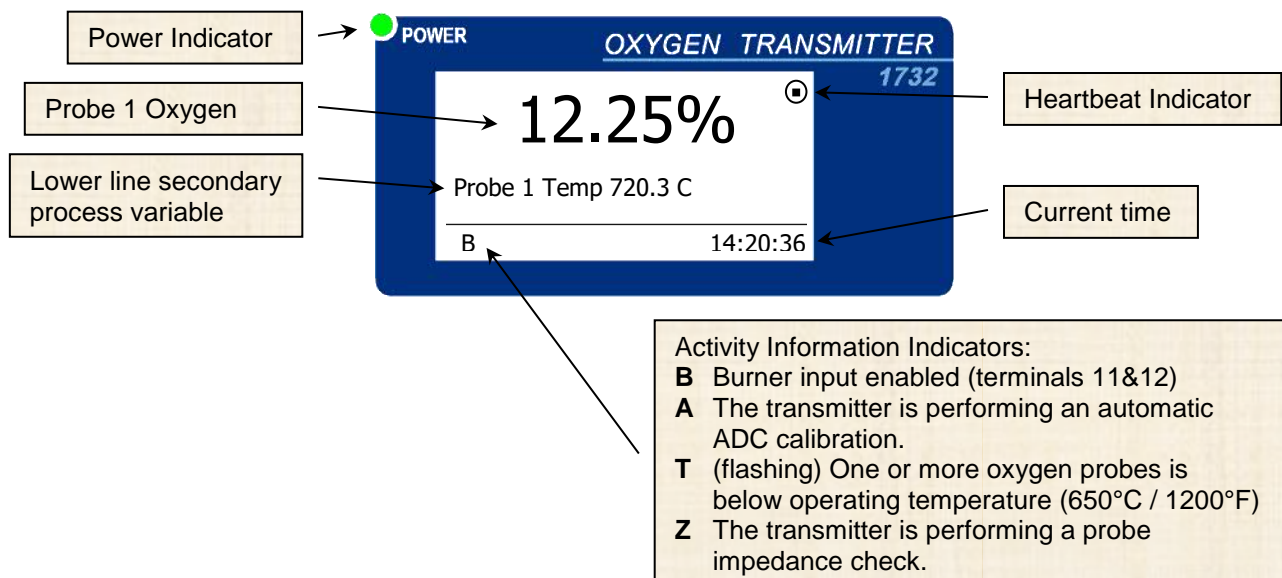 Power Indicator
Probe 1 Oxygen
Lower line secondary
process variable
POWER
OXYGEN TRANSMITTER
1732
12.25%
Probe 1 Temp 720.3 C
B
14:20:36
Heartbeat Indicator
Current time
Activity Information Indicators:
B Burner input enabled (terminals 11&12)
A The transmitter is performing an automatic
ADC calibration.
T (flashing) One or more oxygen probes is
below operating temperature (650°C / 1200°F)
Z The transmitter is performing a probe
impedance check.